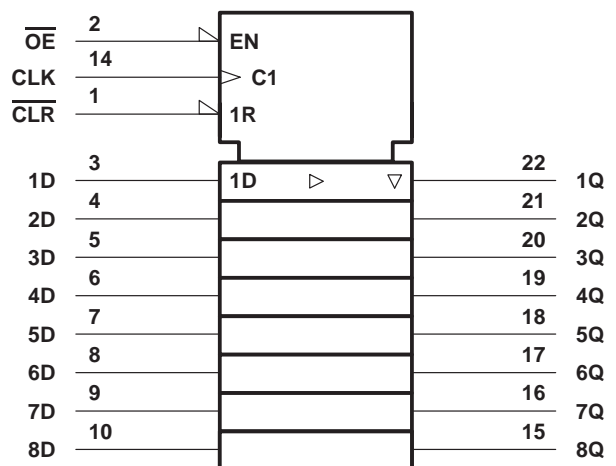 2
O̅E̅ EN
14
CLK C1
1
C̅L̅R̅ 1R
3 22
1D 1D 1Q
4 21
2D 2Q
5 20
3D 3Q
6 19
4D 4Q
7 18
5D 5Q
8 17
6D 6Q
9 16
7D 7Q
10 15
8D 8Q